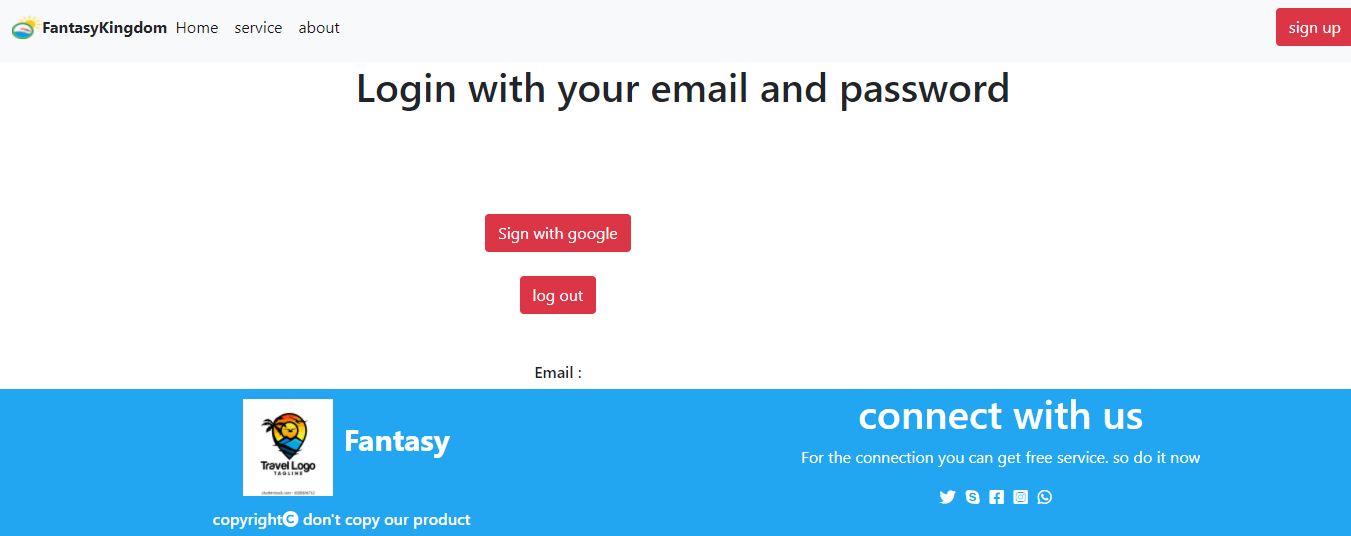 FantasyKingdom Home service about sign up
Login with your email and password
Sign with google
log out
Email :
Travel Logo
TAGLINE
Fantasy
copyright© don't copy our product
connect with us
For the connection you can get free service. so do it now